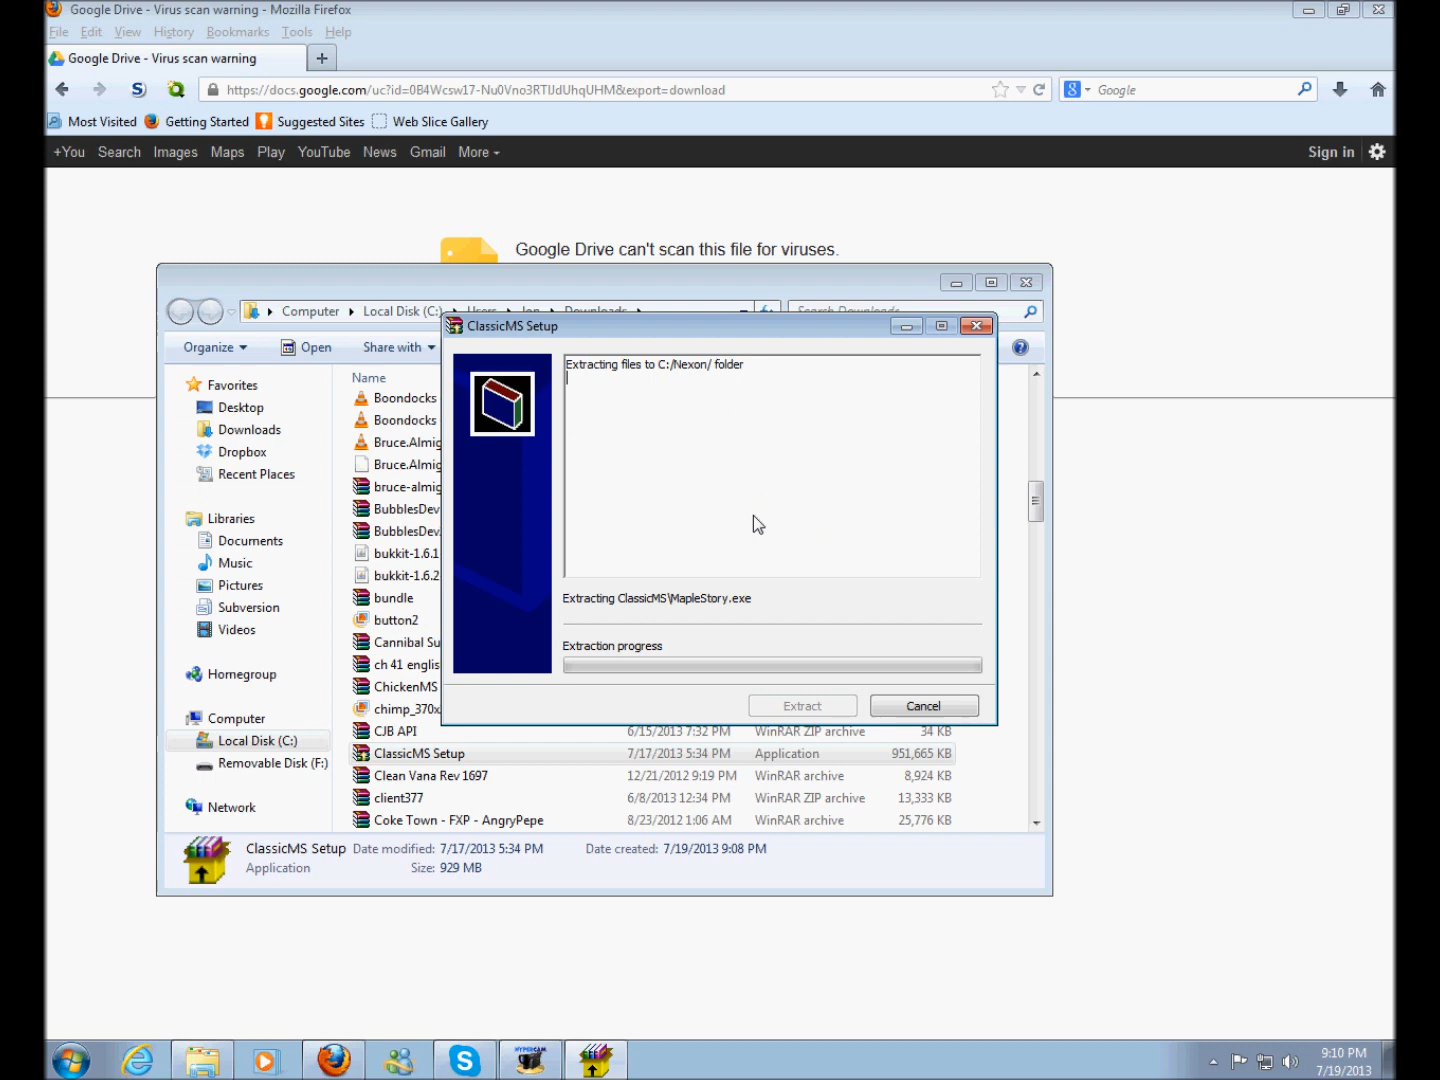 Google Drive - Virus scan warning - Mozilla Firefox
File Edit View History Bookmarks Tools Help
Google Drive - Virus scan warning
https://docs.google.com/uc?id=0B4Wcsw17-Nu0Vno3RTlJdUhqUHM&export=download
Google
Most Visited Getting Started Suggested Sites Web Slice Gallery
+You Search Images Maps Play YouTube News Gmail More
Sign in
Google Drive can't scan this file for viruses.
Computer Local Disk (C:) Users Jon Downloads
Search Downloads
ClassicMS Setup
Organize Open Share with
Extracting files to C:/Nexon/ folder
Extracting ClassicMS\MapleStory.exe
Extraction progress
Extract Cancel
Favorites
Desktop
Downloads
Dropbox
Recent Places
Libraries
Documents
Music
Pictures
Subversion
Videos
Homegroup
Computer
Local Disk (C:)
Removable Disk (F:)
Network
Name
Boondocks
Boondocks
Bruce.Almig
Bruce.Almig
bruce-almig
BubblesDev
BubblesDev.
bukkit-1.6.1
bukkit-1.6.2
bundle
button2
Cannibal Su
ch 41 englis
ChickenMS
chimp_370x
CJB API 6/15/2013 7:32 PM WinRAR ZIP archive 34 KB
ClassicMS Setup 7/17/2013 5:34 PM Application 951,665 KB
Clean Vana Rev 1697 12/21/2012 9:19 PM WinRAR archive 8,924 KB
client377 6/8/2013 12:34 PM WinRAR ZIP archive 13,333 KB
Coke Town - FXP - AngryPepe 8/23/2012 1:06 AM WinRAR archive 25,776 KB
ClassicMS Setup Date modified: 7/17/2013 5:34 PM Date created: 7/19/2013 9:08 PM
Application Size: 929 MB
HYPERCAM
9:10 PM
7/19/2013